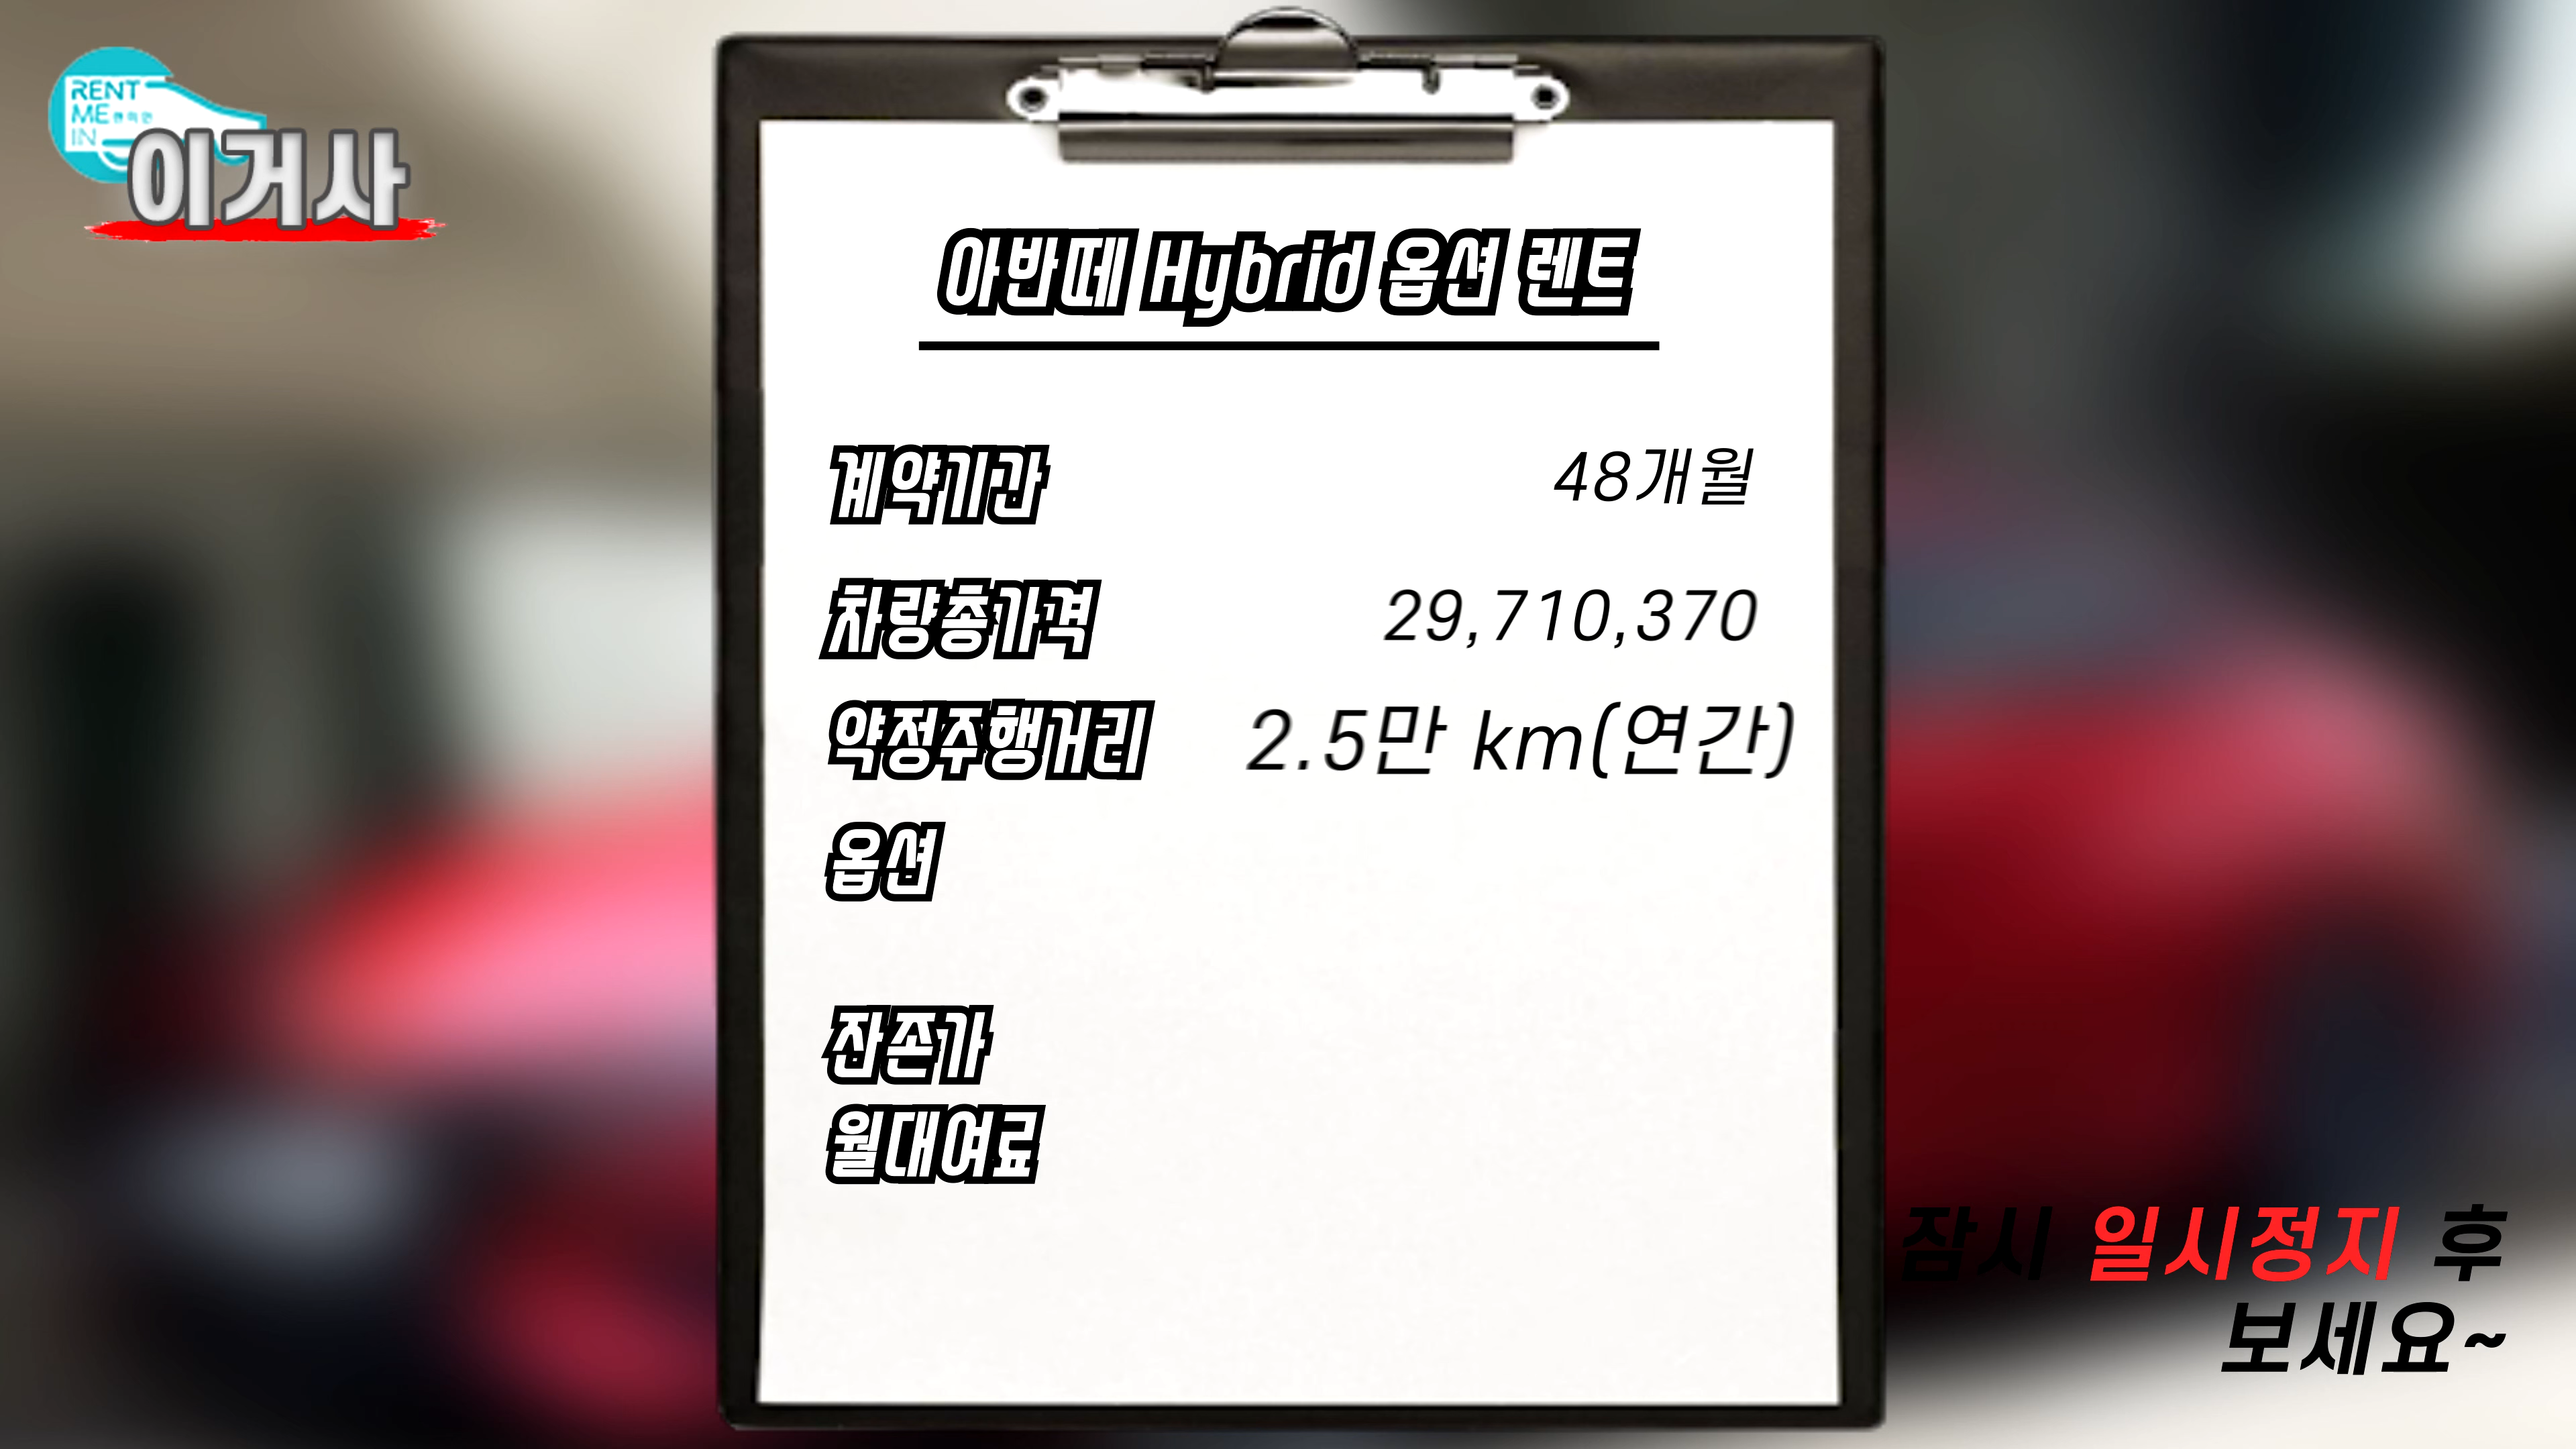 RENT
ME 렌미인
IN
이거사
아반떼 Hybrid 옵션 렌트
계약기간 48개월
차량총가격 29,710,370
약정주행거리 2.5만 km(연간)
옵션
잔존가
월대여료
잠시 일시정지 후
보세요~